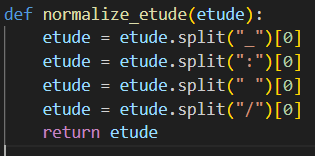 def normalize_etude(etude):
    etude = etude.split("_")[0]
    etude = etude.split(":")[0]
    etude = etude.split(" ")[0]
    etude = etude.split("/")[0]
    return etude